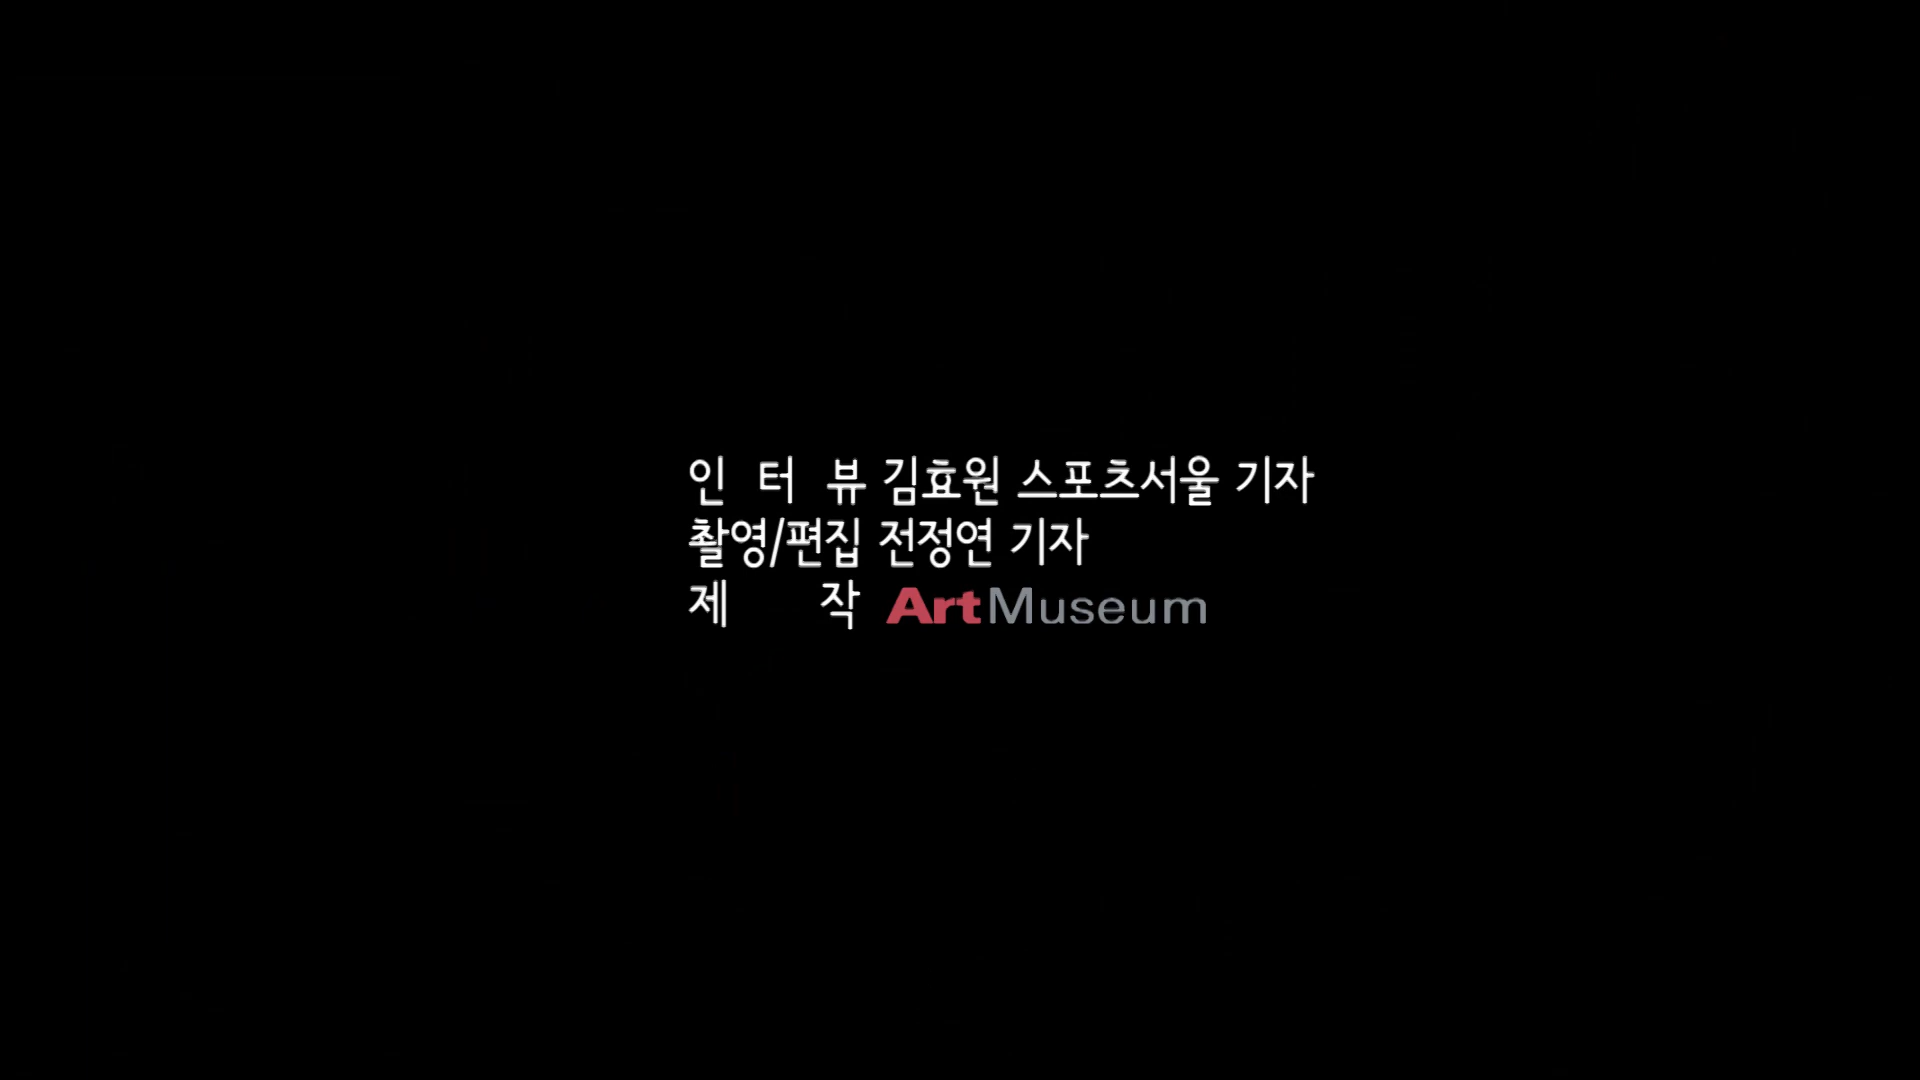 인 터 뷰 김효원 스포츠서울 기자
촬영/편집 전정연 기자
제 작 ArtMuseum